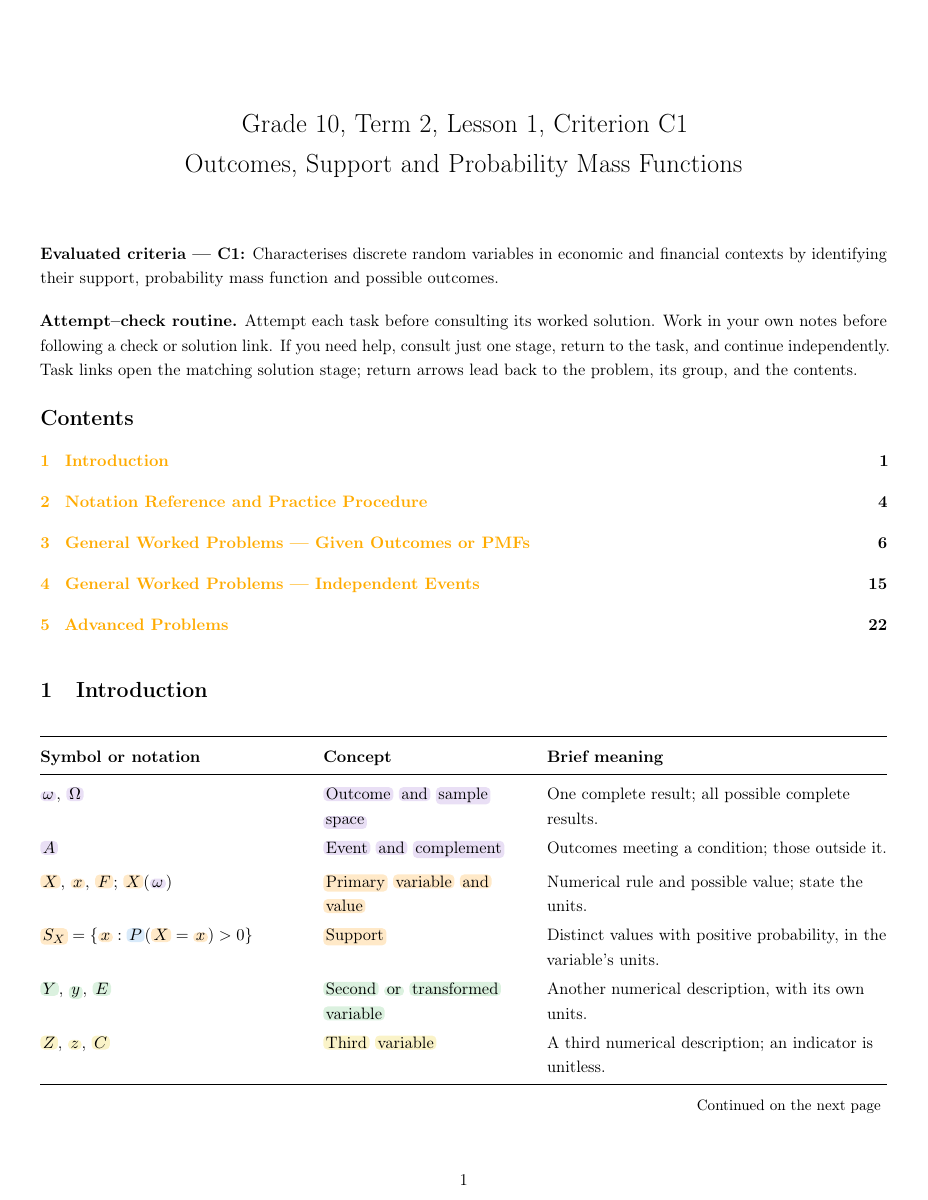 Grade 10, Term 2, Lesson 1, Criterion C1
Outcomes, Support and Probability Mass Functions
Evaluated criteria — C1: Characterises discrete random variables in economic and financial contexts by identifying
their support, probability mass function and possible outcomes.
Attempt–check routine. Attempt each task before consulting its worked solution. Work in your own notes before
following a check or solution link. If you need help, consult just one stage, return to the task, and continue independently.
Task links open the matching solution stage; return arrows lead back to the problem, its group, and the contents.
Contents
1 Introduction 1
2 Notation Reference and Practice Procedure 4
3 General Worked Problems — Given Outcomes or PMFs 6
4 General Worked Problems — Independent Events 15
5 Advanced Problems 22
1 Introduction
Symbol or notation Concept Brief meaning
ω, Ω Outcome and sample One complete result; all possible complete
space results.
A Event and complement Outcomes meeting a condition; those outside it.
X, x, F; X(ω) Primary variable and Numerical rule and possible value; state the
value units.
S_X = {x : P(X = x) > 0} Support Distinct values with positive probability, in the
variable's units.
Y, y, E Second or transformed Another numerical description, with its own
variable units.
Z, z, C Third variable A third numerical description; an indicator is
unitless.
Continued on the next page
1